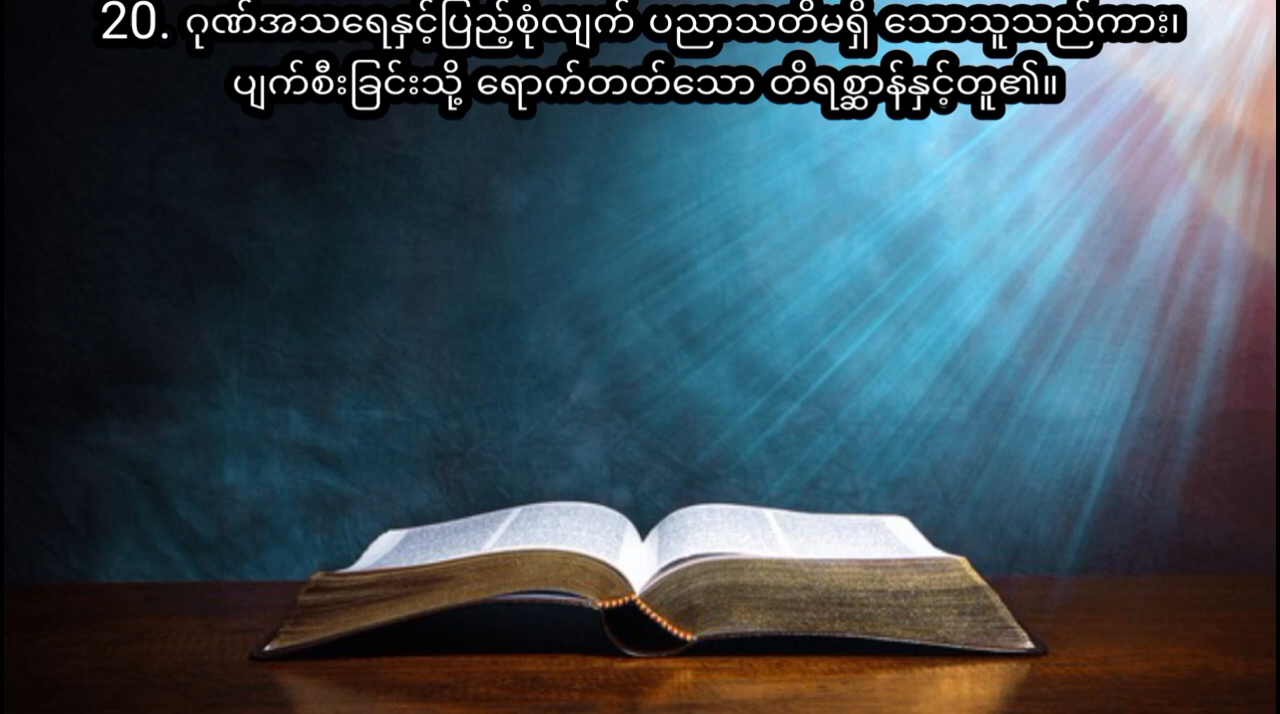 20. ဂုဏ်အသရေနှင့်ပြည့်စုံလျက် ပညာသတိမရှိ သောသူသည်ကား၊
ပျက်စီးခြင်းသို့ ရောက်တတ်သော တိရစ္ဆာန်နှင့်တူ၏။